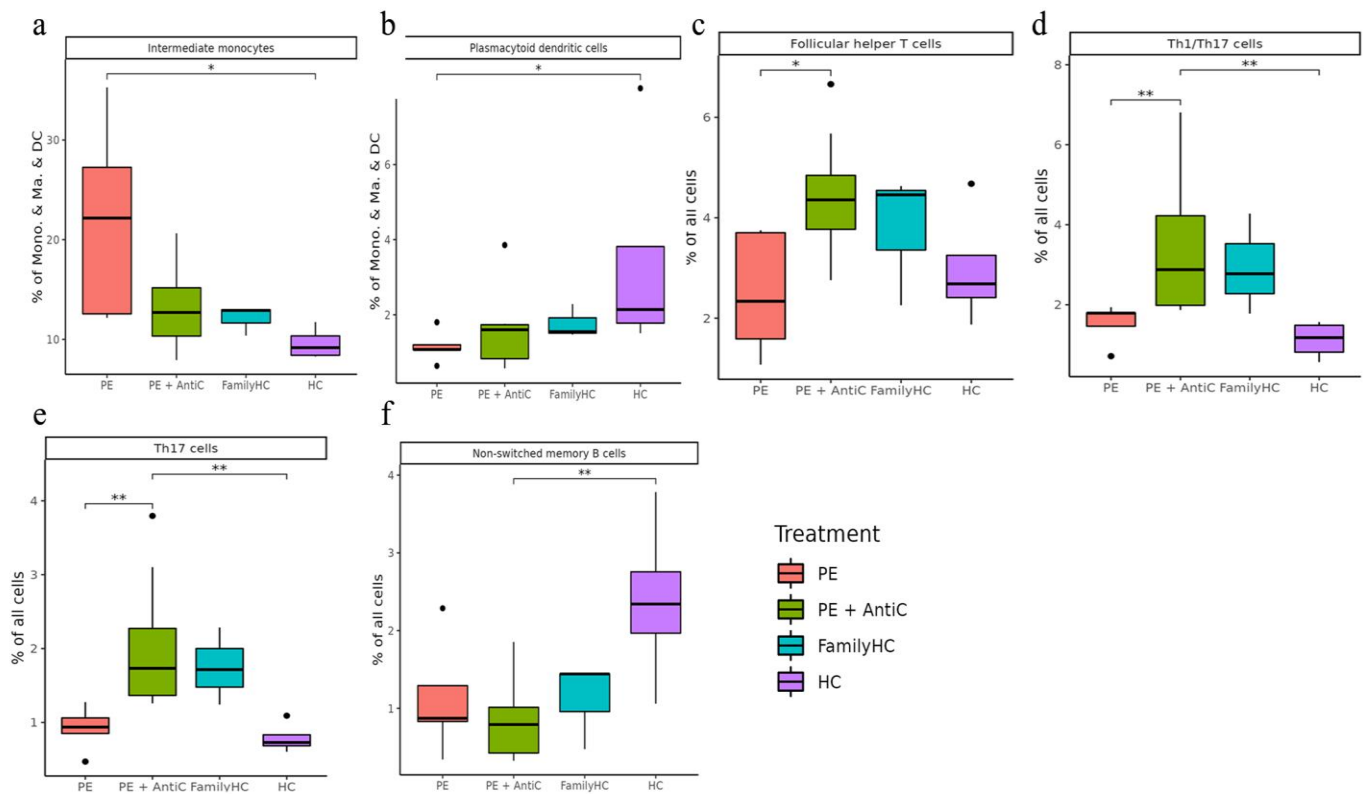 a
Intermediate monocytes
*
% of Mono. & Ma. & DC
30
20
10
PE
PE + AntiC
FamilyHC
HC
b
Plasmacytoid dendritic cells
*
% of Mono. & Ma. & DC
6
4
2
PE
PE + AntiC
FamilyHC
HC
c
Follicular helper T cells
*
% of all cells
6
4
2
PE
PE + AntiC
FamilyHC
HC
d
Th1/Th17 cells
**
**
% of all cells
8
6
4
2
PE
PE + AntiC
FamilyHC
HC
e
Th17 cells
**
**
% of all cells
4
3
2
1
PE
PE + AntiC
FamilyHC
HC
f
Non-switched memory B cells
**
% of all cells
4
3
2
1
PE
PE + AntiC
FamilyHC
HC
Treatment
PE
PE + AntiC
FamilyHC
HC